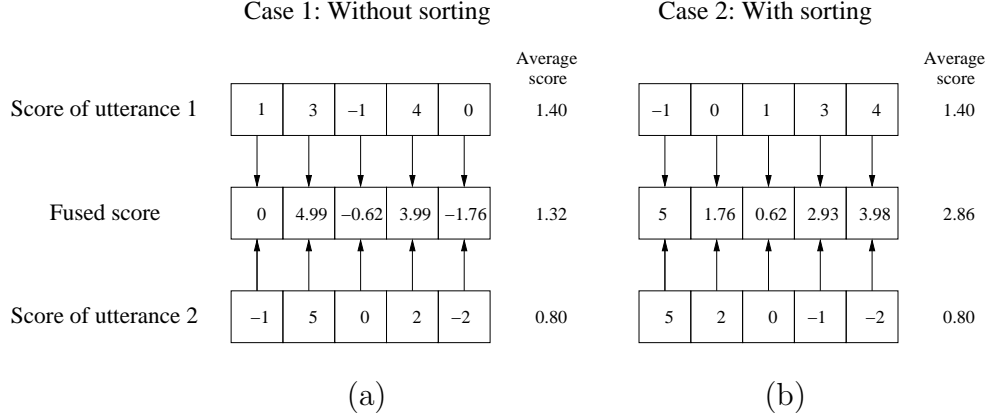 Case 1: Without sorting
Case 2: With sorting
Average score
Average score
Score of utterance 1 1 3 −1 4 0 1.40 −1 0 1 3 4 1.40
Fused score 0 4.99 −0.62 3.99 −1.76 1.32 5 1.76 0.62 2.93 3.98 2.86
Score of utterance 2 −1 5 0 2 −2 0.80 5 2 0 −1 −2 0.80
(a) (b)